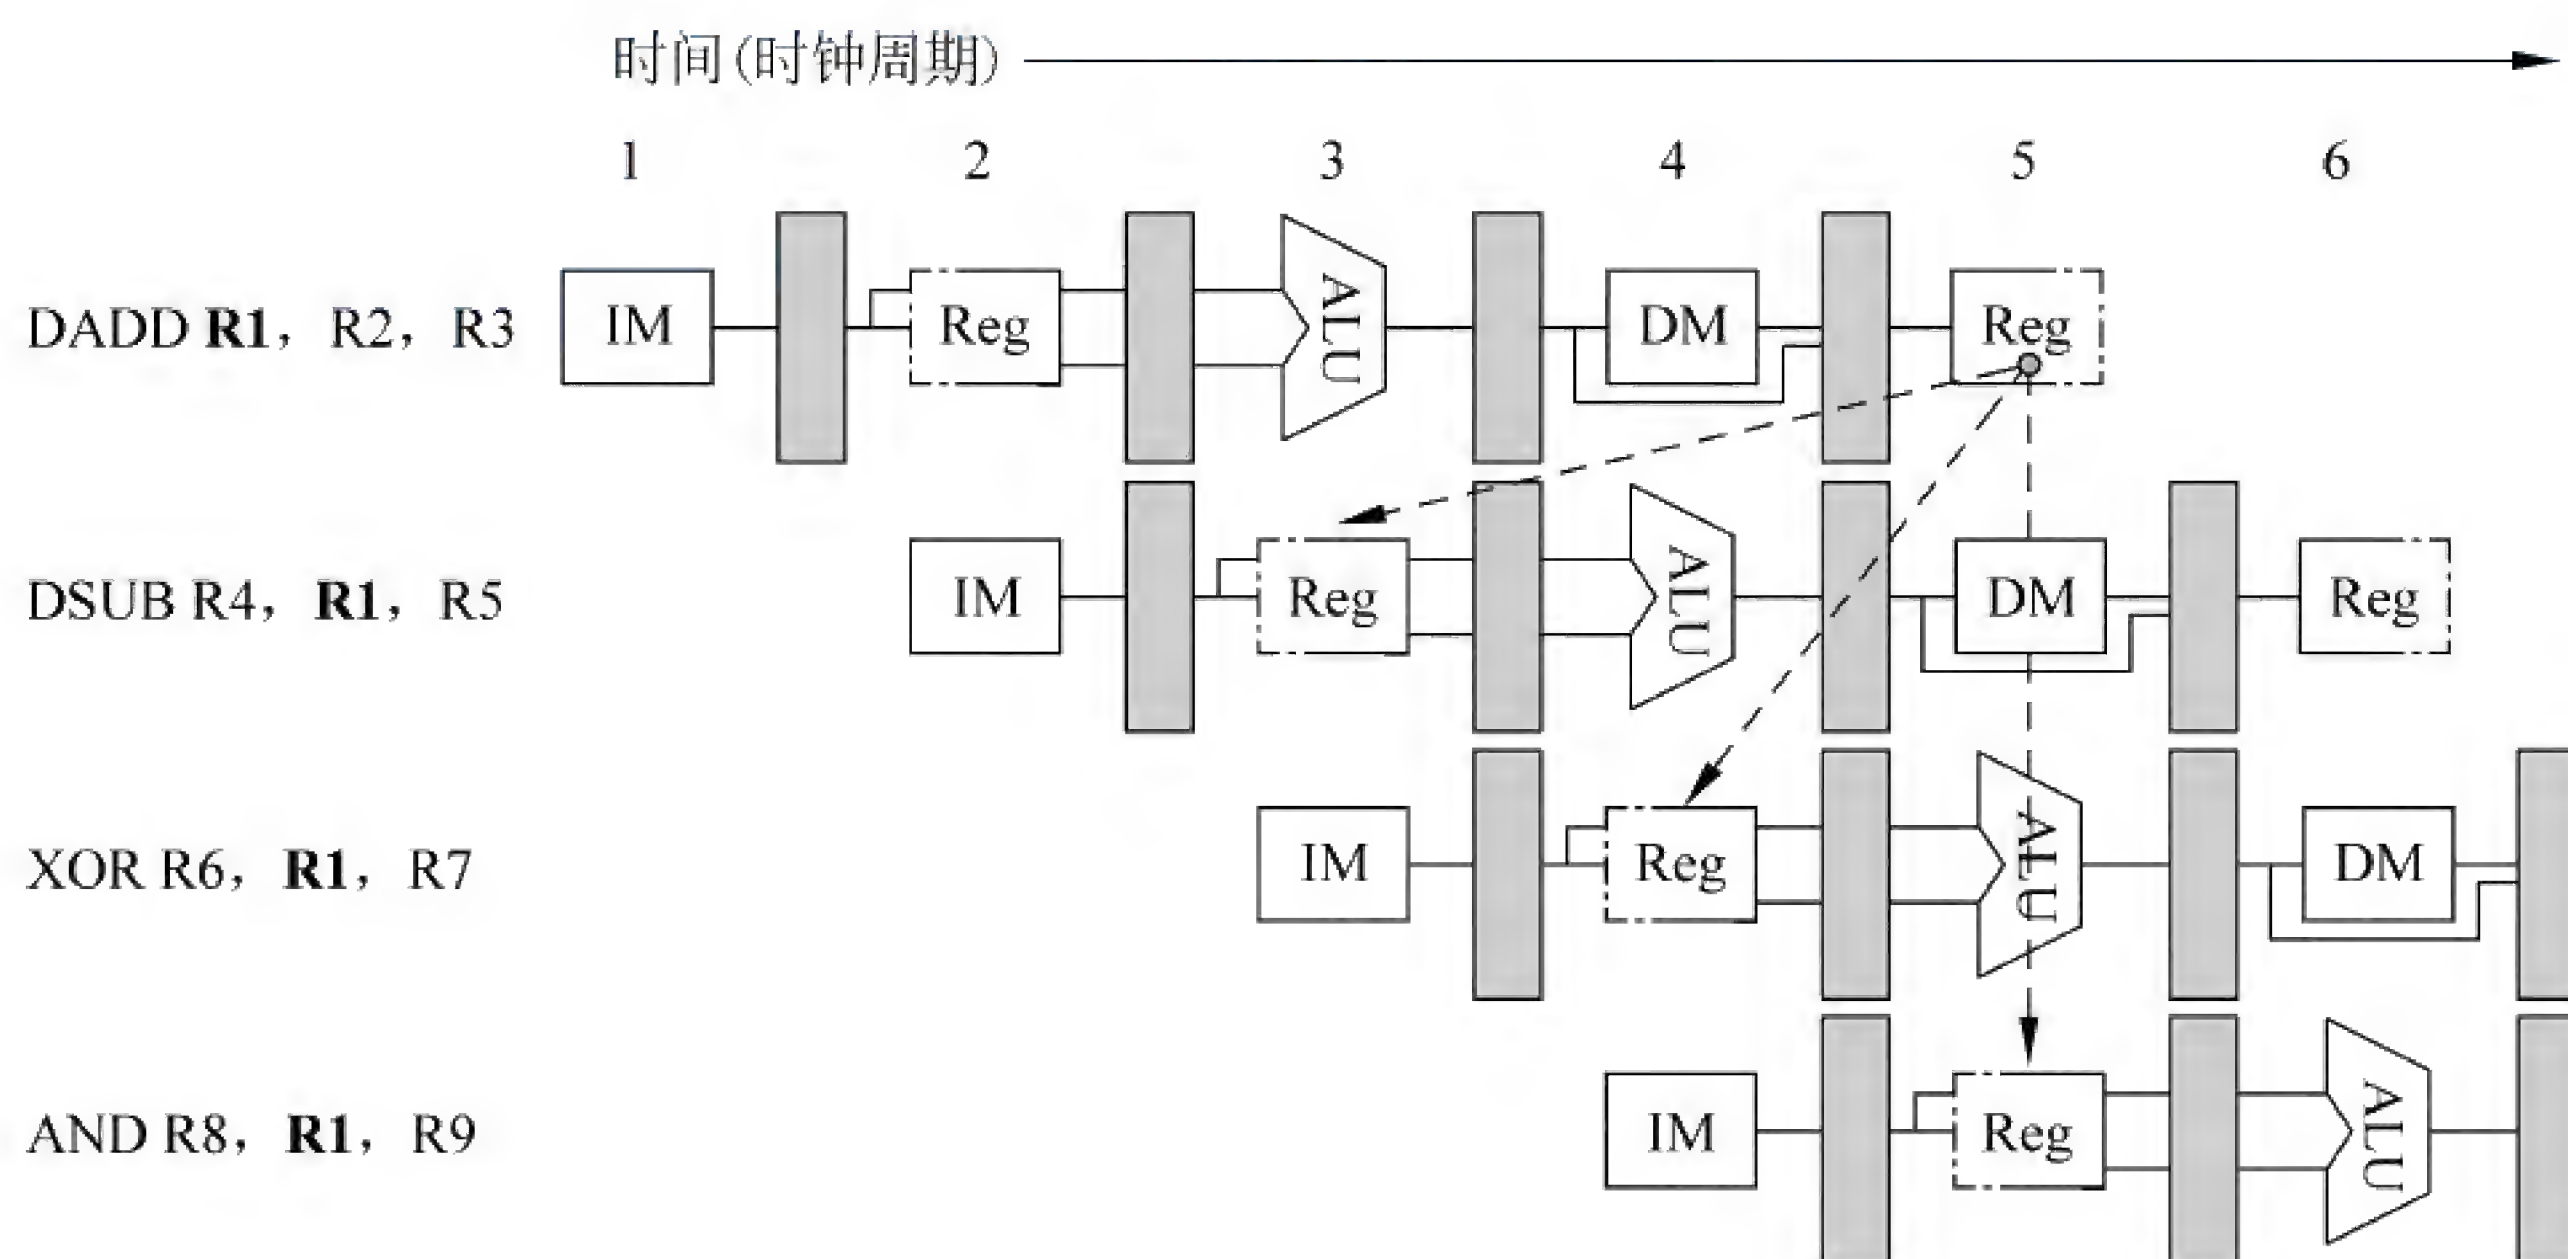 时间(时钟周期)
1 2 3 4 5 6
DADD R1, R2, R3 IM Reg ALU DM Reg
DSUB R4, R1, R5 IM Reg ALU DM Reg
XOR R6, R1, R7 IM Reg ALU DM
AND R8, R1, R9 IM Reg ALU